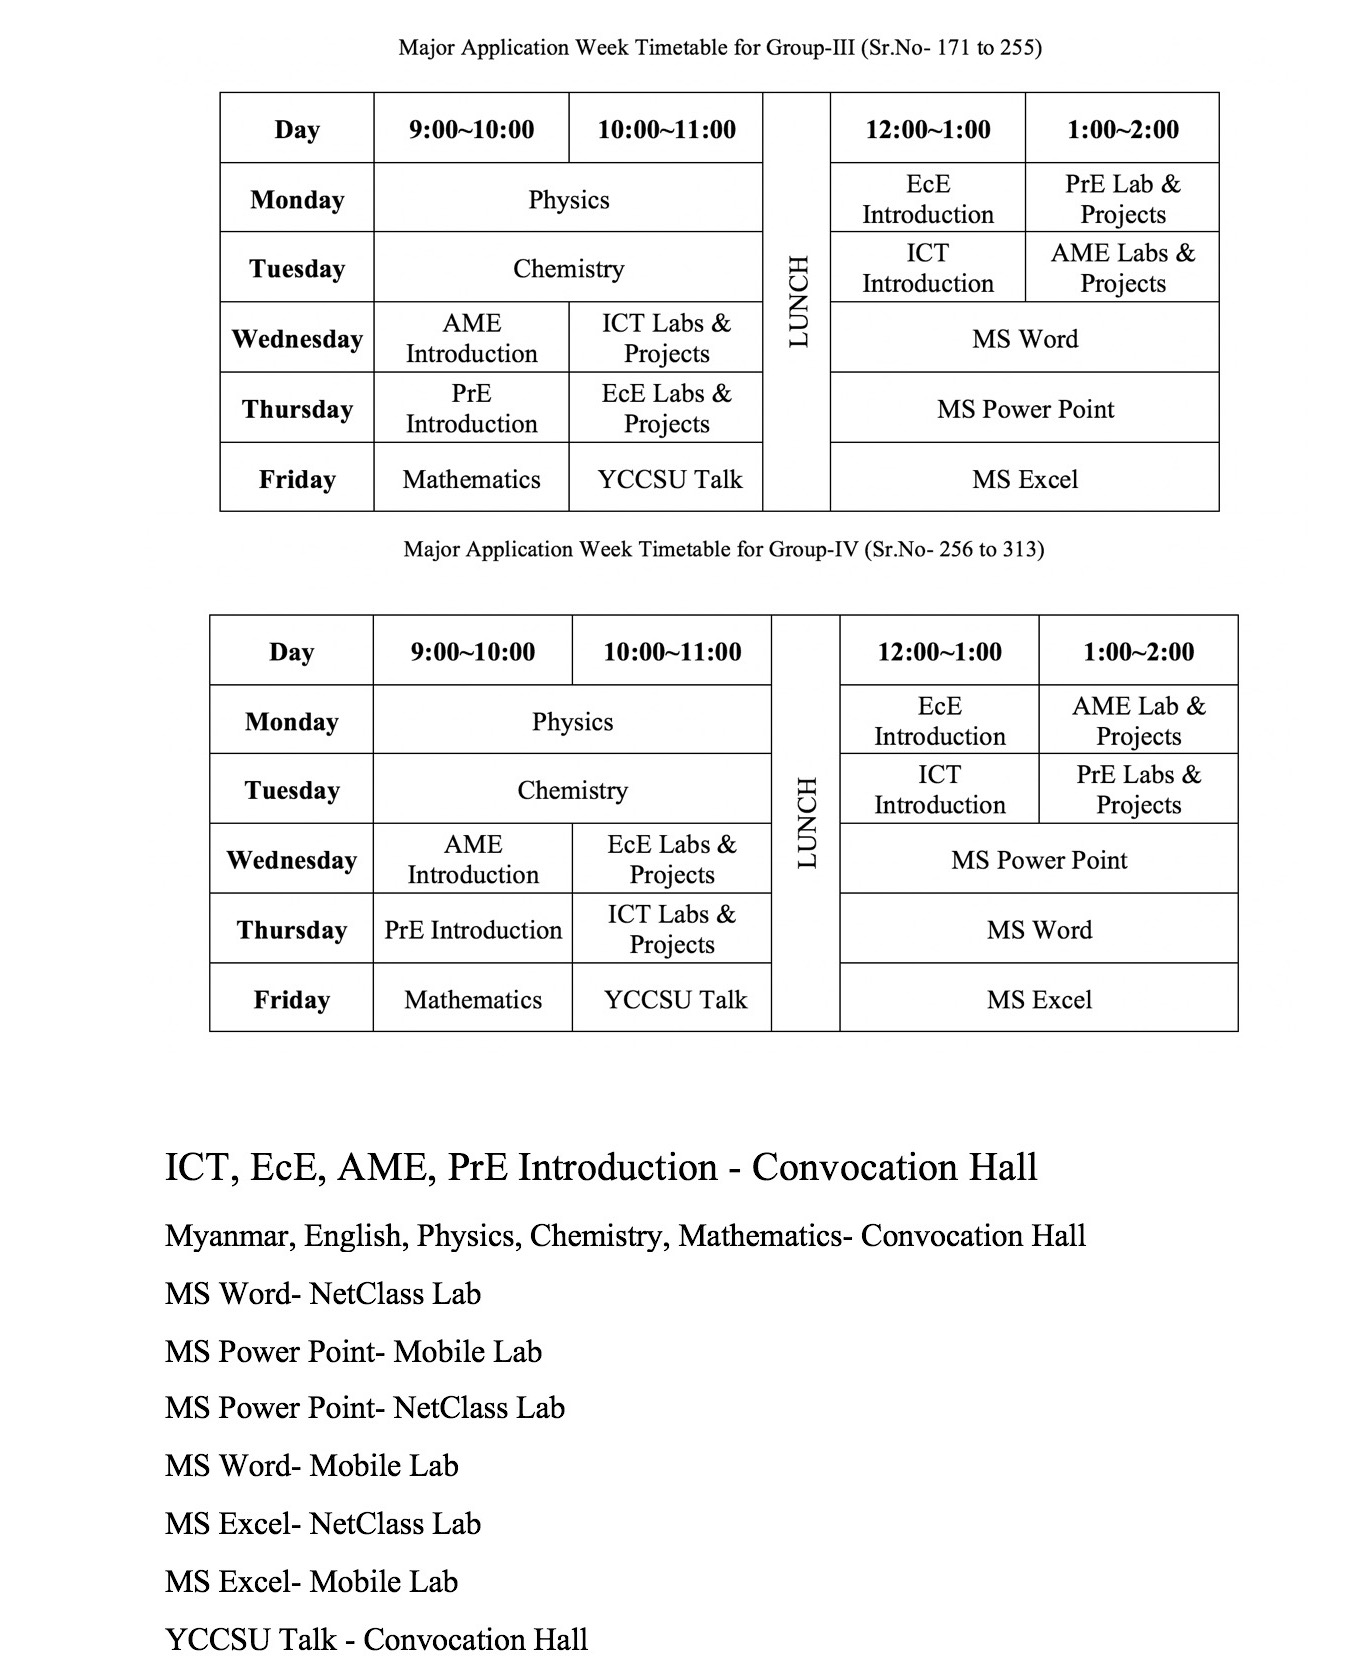 Major Application Week Timetable for Group-III (Sr.No- 171 to 255)
Day 9:00~10:00 10:00~11:00 LUNCH 12:00~1:00 1:00~2:00
Monday Physics EcE Introduction PrE Lab & Projects
Tuesday Chemistry ICT Introduction AME Labs & Projects
Wednesday AME Introduction ICT Labs & Projects MS Word
Thursday PrE Introduction EcE Labs & Projects MS Power Point
Friday Mathematics YCCSU Talk MS Excel
Major Application Week Timetable for Group-IV (Sr.No- 256 to 313)
Day 9:00~10:00 10:00~11:00 LUNCH 12:00~1:00 1:00~2:00
Monday Physics EcE Introduction AME Lab & Projects
Tuesday Chemistry ICT Introduction PrE Labs & Projects
Wednesday AME Introduction EcE Labs & Projects MS Power Point
Thursday PrE Introduction ICT Labs & Projects MS Word
Friday Mathematics YCCSU Talk MS Excel
ICT, EcE, AME, PrE Introduction - Convocation Hall
Myanmar, English, Physics, Chemistry, Mathematics- Convocation Hall
MS Word- NetClass Lab
MS Power Point- Mobile Lab
MS Power Point- NetClass Lab
MS Word- Mobile Lab
MS Excel- NetClass Lab
MS Excel- Mobile Lab
YCCSU Talk - Convocation Hall